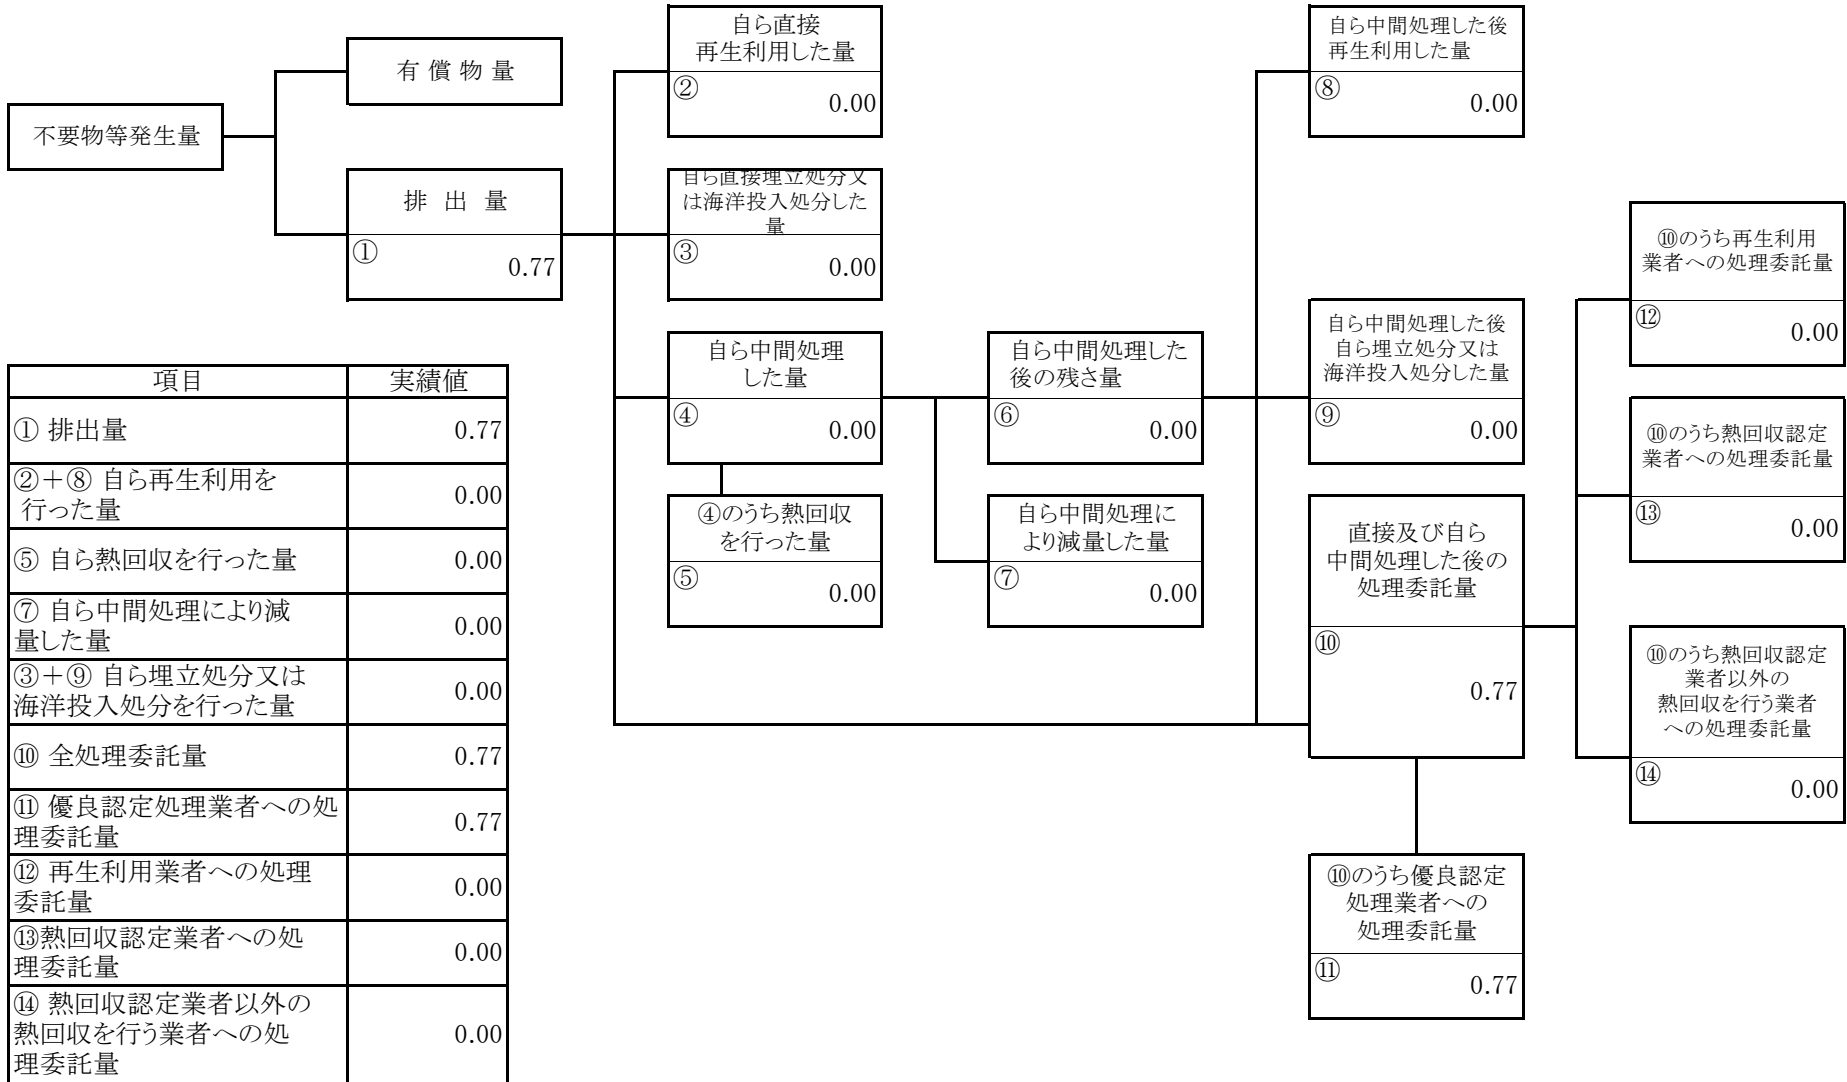 不要物等発生量
有 償 物 量
排 出 量
①
0.77
自ら直接
再生利用した量
②
0.00
自ら直接埋立処分又
は海洋投入処分した
量
③
0.00
自ら中間処理
した量
④
0.00
④のうち熱回収
を行った量
⑤
0.00
自ら中間処理した
後の残さ量
⑥
0.00
自ら中間処理に
より減量した量
⑦
0.00
自ら中間処理した後
再生利用した量
⑧
0.00
自ら中間処理した後
自ら埋立処分又は
海洋投入処分した量
⑨
0.00
直接及び自ら
中間処理した後の
処理委託量
⑩
0.77
⑩のうち優良認定
処理業者への
処理委託量
⑪
0.77
⑩のうち再生利用
業者への処理委託量
⑫
0.00
⑩のうち熱回収認定
業者への処理委託量
⑬
0.00
⑩のうち熱回収認定
業者以外の
熱回収を行う業者
への処理委託量
⑭
0.00
項目 実績値
① 排出量 0.77
②＋⑧ 自ら再生利用を
行った量 0.00
⑤ 自ら熱回収を行った量 0.00
⑦ 自ら中間処理により減
量した量 0.00
③＋⑨ 自ら埋立処分又は
海洋投入処分を行った量 0.00
⑩ 全処理委託量 0.77
⑪ 優良認定処理業者への処
理委託量 0.77
⑫ 再生利用業者への処理
委託量 0.00
⑬熱回収認定業者への処
理委託量 0.00
⑭ 熱回収認定業者以外の
熱回収を行う業者への処 0.00
理委託量